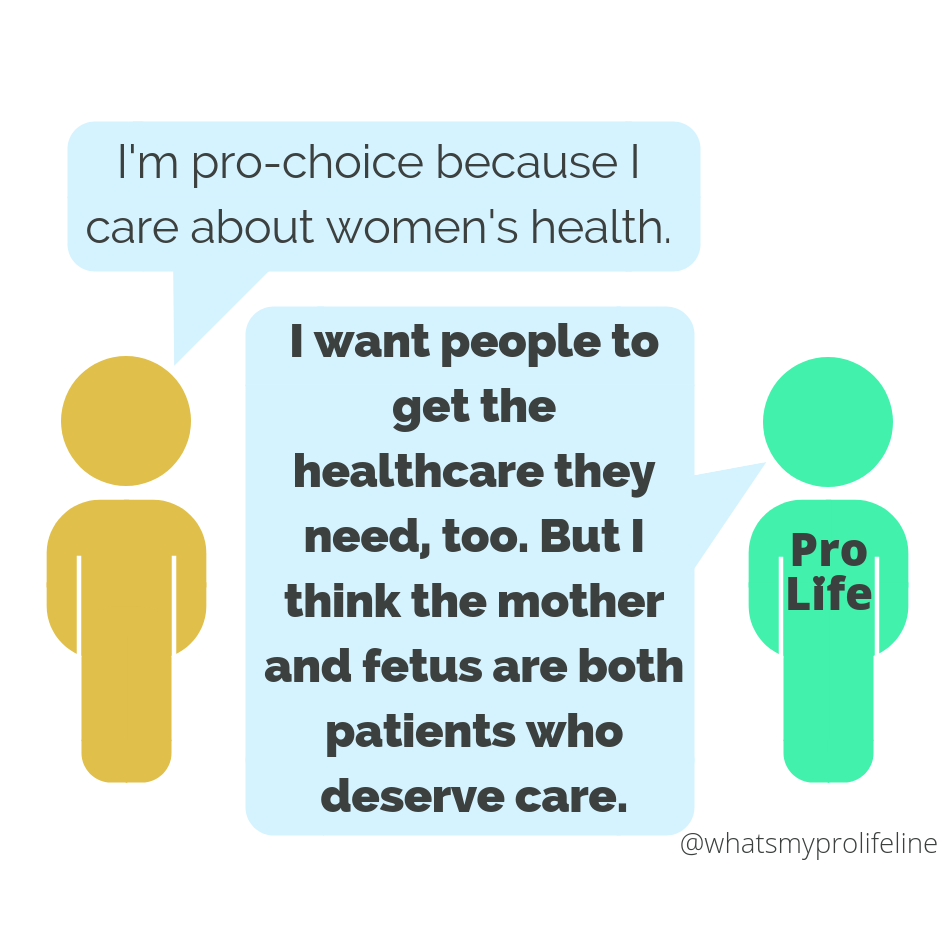 I'm pro-choice because I
care about women's health.
I want people to
get the
healthcare they
need, too. But I
think the mother
and fetus are both
patients who
deserve care.
Pro
Life
@whatsmyprolifeline